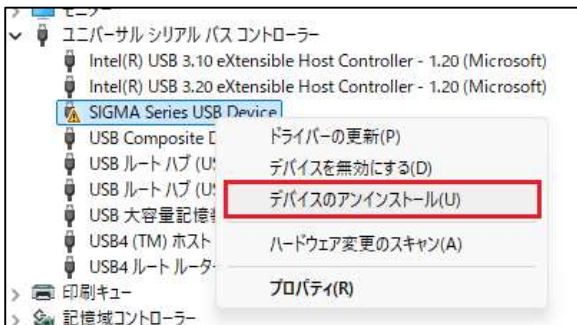 モニター
ユニバーサル シリアル バス コントローラー
Intel(R) USB 3.10 eXtensible Host Controller - 1.20 (Microsoft)
Intel(R) USB 3.20 eXtensible Host Controller - 1.20 (Microsoft)
SIGMA Series USB Device
USB Composite D
ドライバーの更新(P)
USB ルート ハブ (US
デバイスを無効にする(D)
USB ルート ハブ (US
デバイスのアンインストール(U)
USB 大容量記憶
USB4 (TM) ホスト
ハードウェア変更のスキャン(A)
USB4 ルート ルーター
プロパティ(R)
印刷キュー
記憶域コントローラー